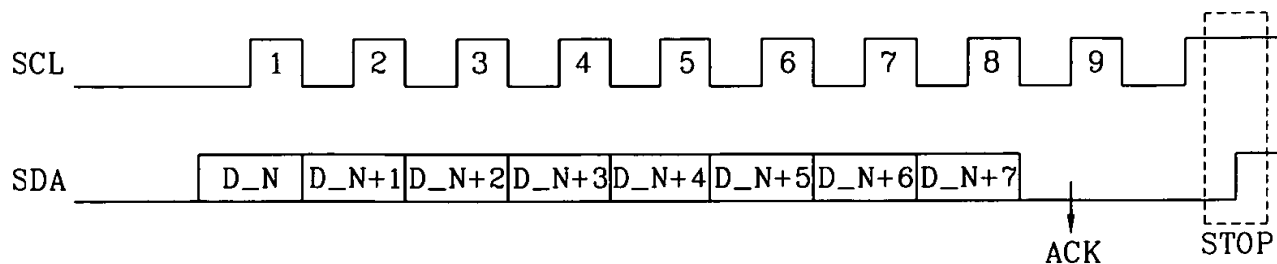 SCL 1 2 3 4 5 6 7 8 9
SDA D_N D_N+1 D_N+2 D_N+3 D_N+4 D_N+5 D_N+6 D_N+7
ACK STOP